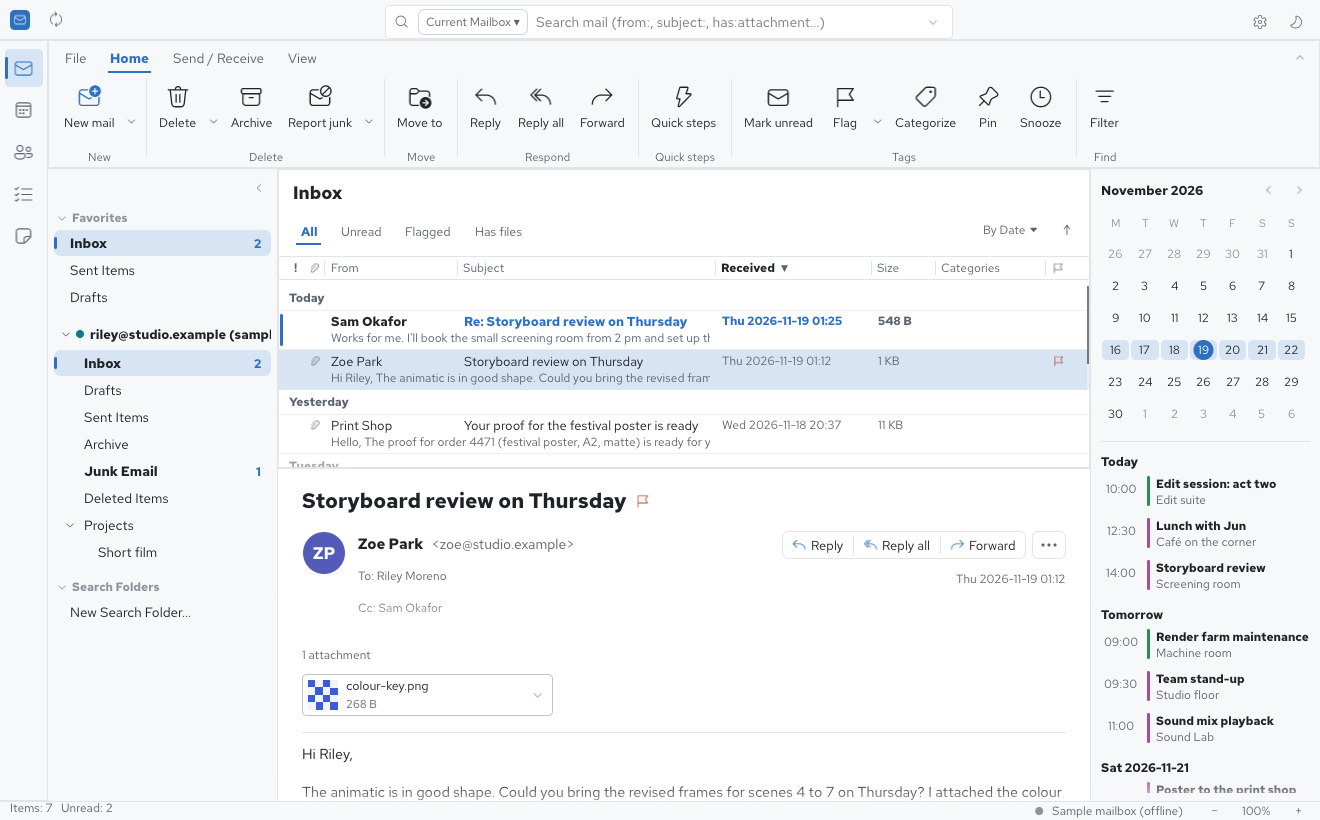 Current Mailbox ▾ Search mail (from:, subject:, has:attachment...)
File Home Send / Receive View
New mail Delete Archive Report junk Move to Reply Reply all Forward Quick steps Mark unread Flag Categorize Pin Snooze Filter
New Delete Move Respond Quick steps Tags Find
Favorites
Inbox 2
Sent Items
Drafts
riley@studio.example (sampl
Inbox 2
Drafts
Sent Items
Archive
Junk Email 1
Deleted Items
Projects
Short film
Search Folders
New Search Folder...
Inbox
All Unread Flagged Has files By Date
! From Subject Received Size Categories
Today
Sam Okafor Re: Storyboard review on Thursday Thu 2026-11-19 01:25 548 B
Works for me. I'll book the small screening room from 2 pm and set up th
Zoe Park Storyboard review on Thursday Thu 2026-11-19 01:12 1 KB
Hi Riley, The animatic is in good shape. Could you bring the revised fram
Yesterday
Print Shop Your proof for the festival poster is ready Wed 2026-11-18 20:37 11 KB
Hello, The proof for order 4471 (festival poster, A2, matte) is ready for y
Tuesday
Storyboard review on Thursday
ZP
Zoe Park <zoe@studio.example>
Reply Reply all Forward
To: Riley Moreno
Thu 2026-11-19 01:12
Cc: Sam Okafor
1 attachment
colour-key.png
268 B
Hi Riley,
The animatic is in good shape. Could you bring the revised frames for scenes 4 to 7 on Thursday? I attached the colour
November 2026
M T W T F S S
26 27 28 29 30 31 1
2 3 4 5 6 7 8
9 10 11 12 13 14 15
16 17 18 19 20 21 22
23 24 25 26 27 28 29
30 1 2 3 4 5 6
Today
10:00 Edit session: act two
Edit suite
12:30 Lunch with Jun
Café on the corner
14:00 Storyboard review
Screening room
Tomorrow
09:00 Render farm maintenance
Machine room
09:30 Team stand-up
Studio floor
11:00 Sound mix playback
Sound Lab
Sat 2026-11-21
Poster to the print shop
Items: 7 Unread: 2
Sample mailbox (offline) − 100% +